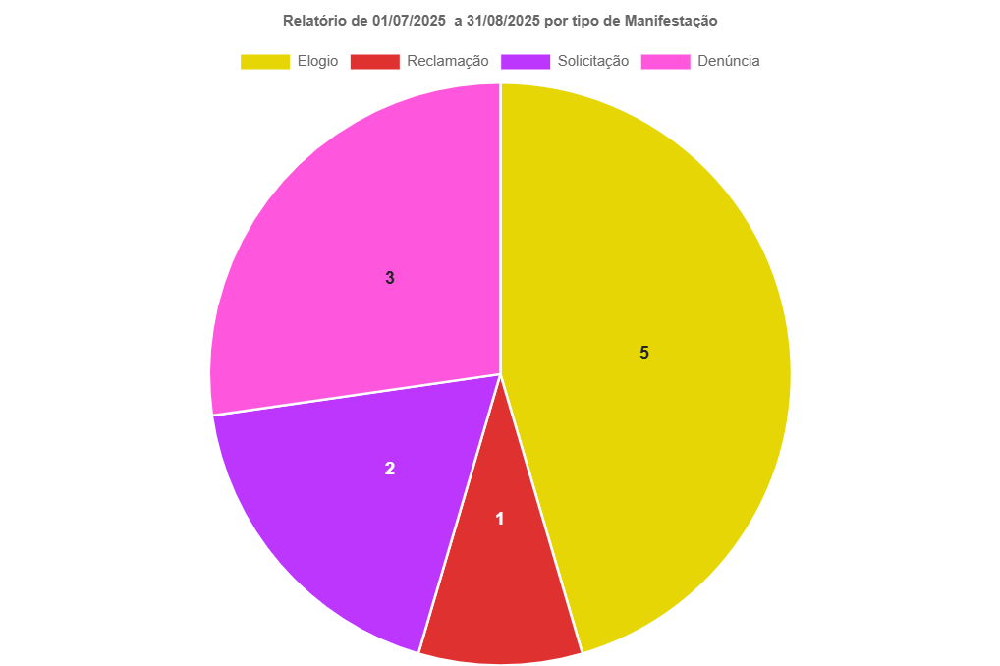 Relatório de 01/07/2025  a 31/08/2025 por tipo de Manifestação
Elogio Reclamação Solicitação Denúncia
3
5
2
1